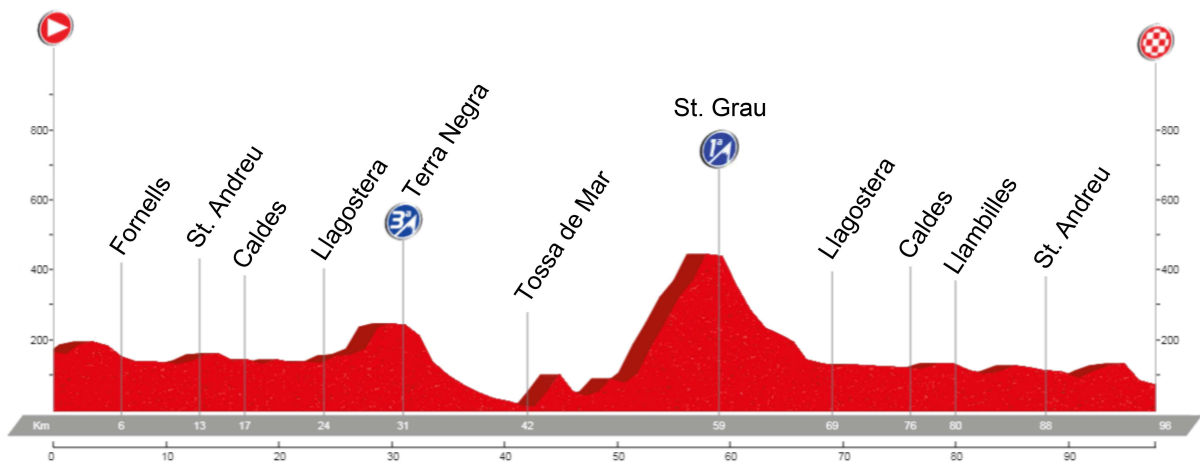 Fornells
St. Andreu
Caldes
Llagostera
3ª
Terra Negra
Tossa de Mar
St. Grau
1ª
Llagostera
Caldes
Llambilles
St. Andreu
800
600
400
200
800
600
400
200
Km 6 13 17 24 31 42 59 69 76 80 88 98
0 10 20 30 40 50 60 70 80 90